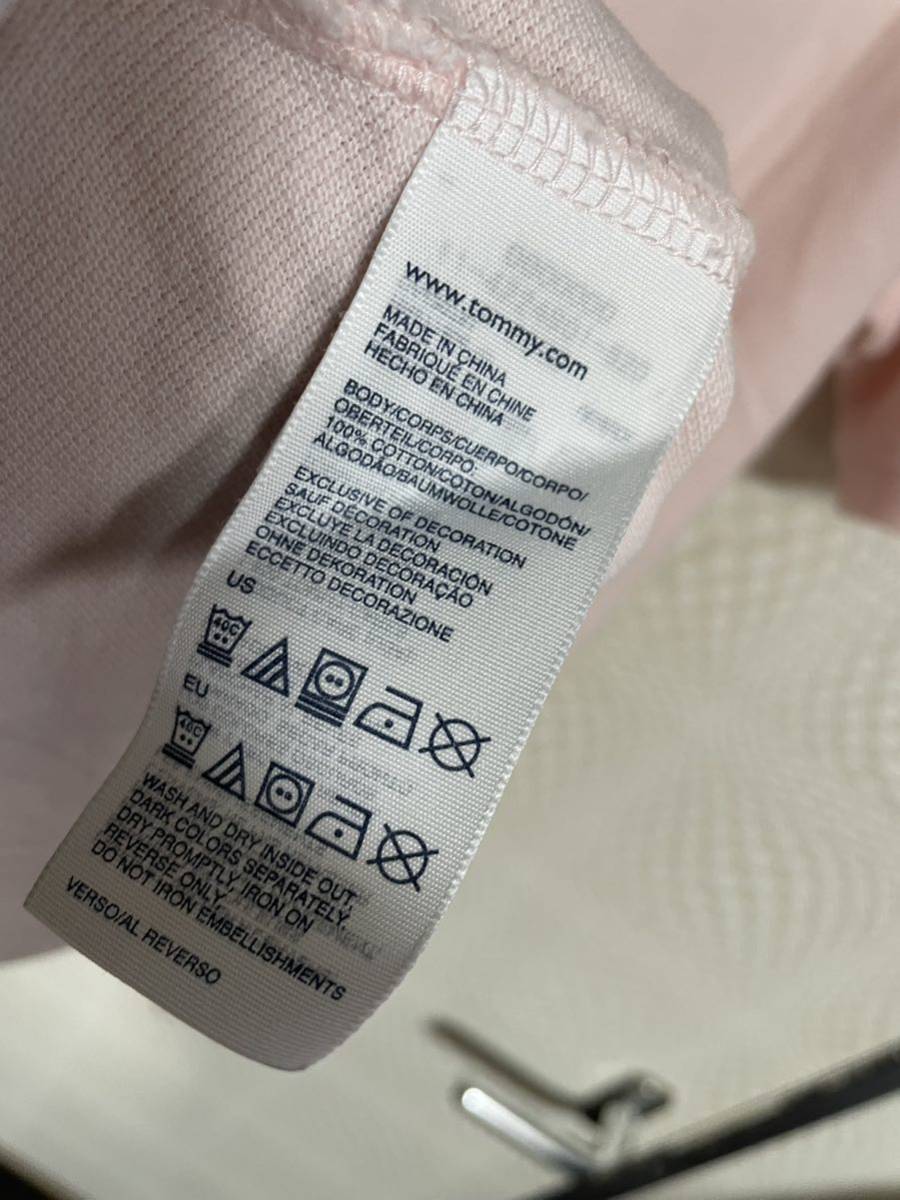 www.tommy.com
MADE IN CHINA
FABRIQUÉ EN CHINE
HECHO EN CHINA
BODY/CORPS/CUERPO/CORPO/
OBERTEIL/CORPO:
100% COTTON/COTON/ALGODÓN/
ALGODÃO/BAUMWOLLE/COTONE
EXCLUSIVE OF DECORATION
SAUF DÉCORATION
EXCLUYE LA DECORACIÓN
EXCLUINDO DECORAÇÃO
OHNE DEKORATION
ECCETTO DECORAZIONE
US
40C
EU
40C
WASH AND DRY INSIDE OUT,
DARK COLORS SEPARATELY,
DRY PROMPTLY, IRON ON
REVERSE ONLY.
DO NOT IRON EMBELLISHMENTS
VERSO/AL REVERSO